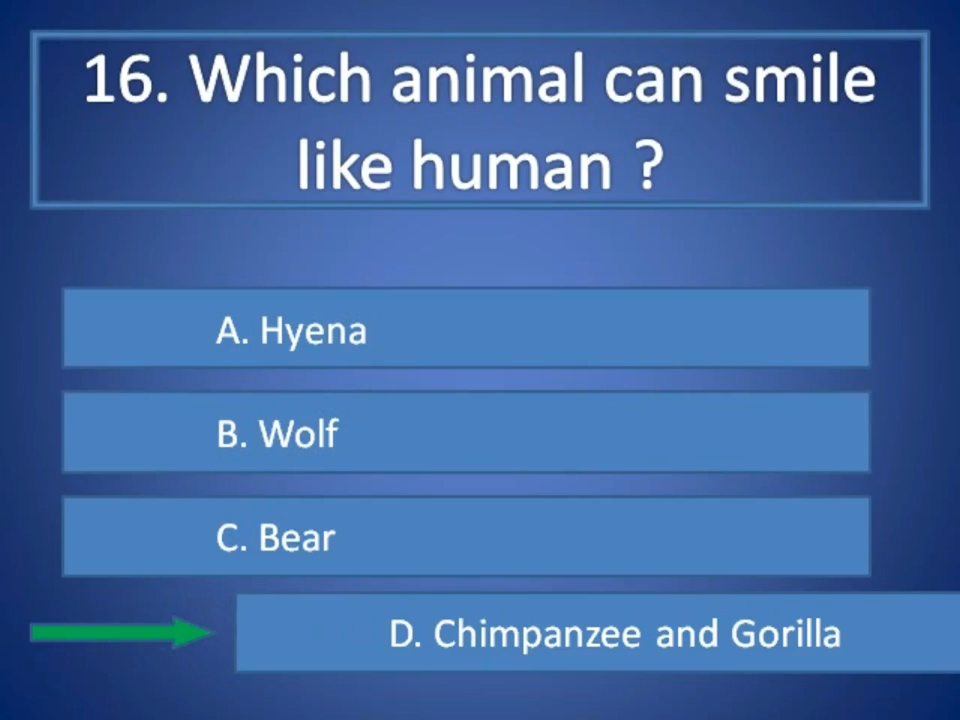 16. Which animal can smile
like human ?
A. Hyena
B. Wolf
C. Bear
D. Chimpanzee and Gorilla